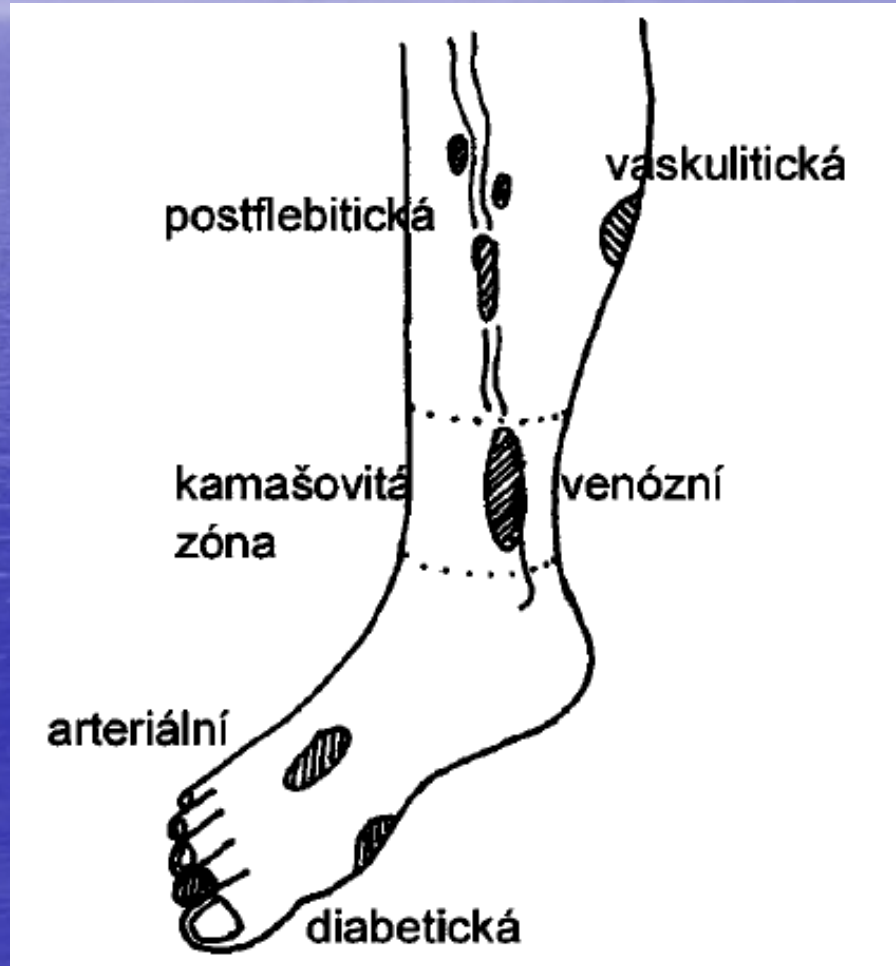 vaskulitická
postflebitická
kamašovitá
zóna
venózní
arteriální
diabetická